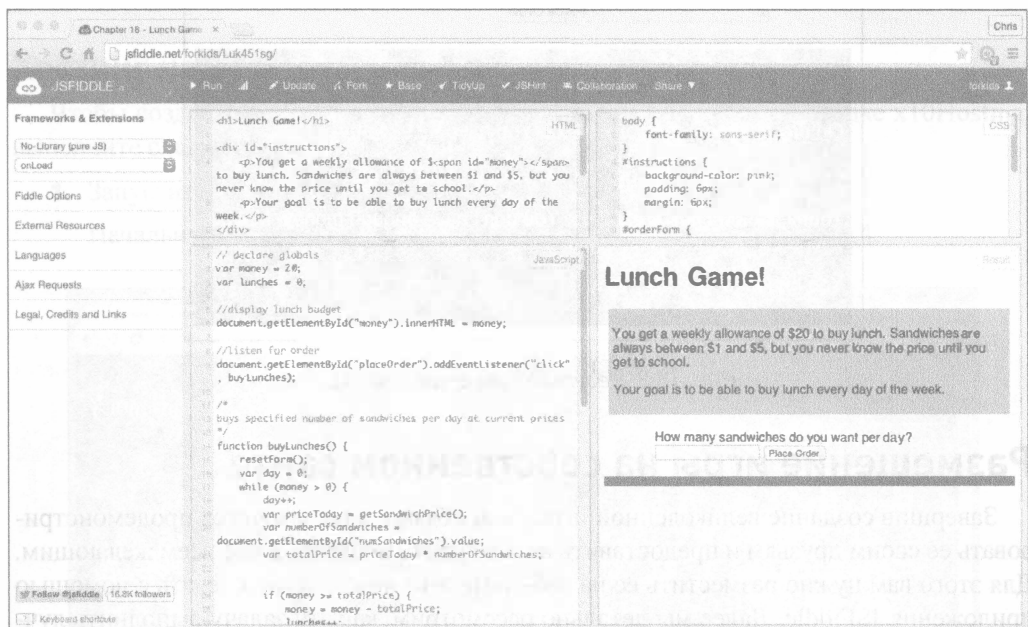 Chapter 18 - Lunch Game ×
Chris
jsfiddle.net/forkids/Luk451sg/
JSFIDDLE
Run
Update
Fork
Base
TidyUp
JSHint
Collaboration
Share
forkids
Frameworks & Extensions
No-Library (pure JS)
onLoad
Fiddle Options
External Resources
Languages
Ajax Requests
Legal, Credits and Links
Follow @jsfiddle
16.8K followers
Keyboard shortcuts
HTML
<h1>Lunch Game!</h1>
<div id="instructions">
<p>You get a weekly allowance of $<span id="money"></span>
to buy lunch. Sandwiches are always between $1 and $5, but you
never know the price until you get to school.</p>
<p>Your goal is to be able to buy lunch every day of the
week.</p>
</div>
CSS
body {
font-family: sans-serif;
}
#instructions {
background-color: pink;
padding: 6px;
margin: 6px;
}
#orderForm {
JavaScript
// declare globals
var money = 20;
var lunches = 0;
//display lunch budget
document.getElementById("money").innerHTML = money;
//listen for order
document.getElementById("placeOrder").addEventListener("click"
, buyLunches);
/*
buys specified number of sandwiches per day at current prices
*/
function buyLunches() {
resetForm();
var day = 0;
while (money > 0) {
day++;
var priceToday = getSandwichPrice();
var numberOfSandwiches =
document.getElementById("numSandwiches").value;
var totalPrice = priceToday * numberOfSandwiches;
if (money >= totalPrice) {
money = money - totalPrice;
lunches++;
Result
Lunch Game!
You get a weekly allowance of $20 to buy lunch. Sandwiches are
always between $1 and $5, but you never know the price until you
get to school.
Your goal is to be able to buy lunch every day of the week.
How many sandwiches do you want per day?
Place Order